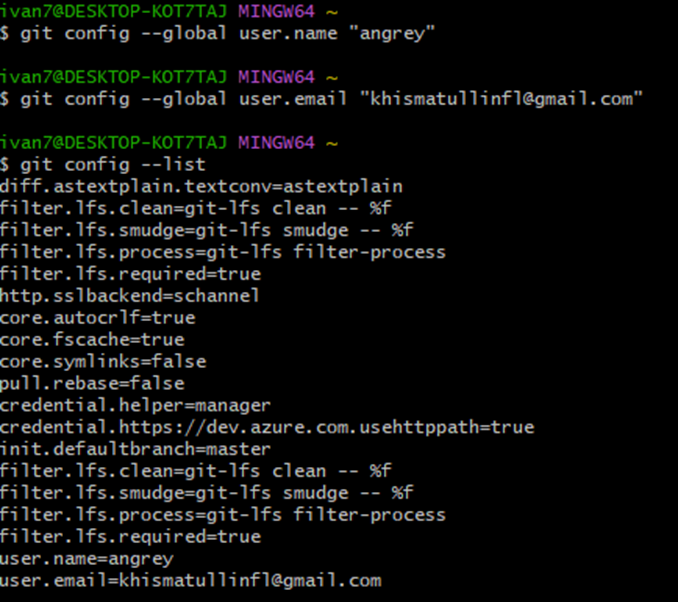 ivan7@DESKTOP-KOT7TAJ MINGW64 ~
$ git config --global user.name "angrey"
ivan7@DESKTOP-KOT7TAJ MINGW64 ~
$ git config --global user.email "khismatullinfl@gmail.com"
ivan7@DESKTOP-KOT7TAJ MINGW64 ~
$ git config --list
diff.astextplain.textconv=astextplain
filter.lfs.clean=git-lfs clean -- %f
filter.lfs.smudge=git-lfs smudge -- %f
filter.lfs.process=git-lfs filter-process
filter.lfs.required=true
http.sslbackend=schannel
core.autocrlf=true
core.fscache=true
core.symlinks=false
pull.rebase=false
credential.helper=manager
credential.https://dev.azure.com.usehttppath=true
init.defaultbranch=master
filter.lfs.clean=git-lfs clean -- %f
filter.lfs.smudge=git-lfs smudge -- %f
filter.lfs.process=git-lfs filter-process
filter.lfs.required=true
user.name=angrey
user.email=khismatullinfl@gmail.com